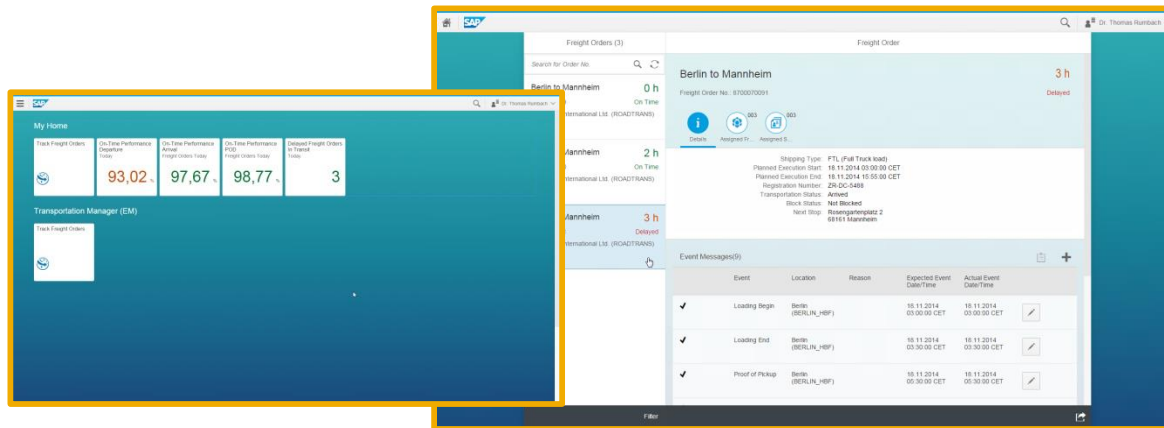 SAP
Dr. Thomas Rumbach
My Home
Track Freight Orders
On-Time Performance
Departure
Today
93,02 %
On-Time Performance
Arrival
Freight Orders Today
97,67 %
On-Time Performance
POD
Freight Orders Today
98,77 %
Delayed Freight Orders
In Transit
Today
3
Transportation Manager (EM)
Track Freight Orders
SAP
Dr. Thomas Rumbach
Freight Orders (3)
Search for Order No.
Berlin to Mannheim
0 h
On Time
International Ltd. (ROADTRANS)
Mannheim
2 h
On Time
International Ltd. (ROADTRANS)
Mannheim
3 h
Delayed
International Ltd. (ROADTRANS)
Filter
Freight Order
Berlin to Mannheim
3 h
Freight Order No.: 6700070091
Delayed
003
003
Details
Assigned Fr...
Assigned S...
Shipping Type: FTL (Full Truck load)
Planned Execution Start: 18.11.2014 03:00:00 CET
Planned Execution End: 18.11.2014 15:55:00 CET
Registration Number: ZR-DC-5488
Transportation Status: Arrived
Block Status: Not Blocked
Next Stop: Rosengartenplatz 2
68161 Mannheim
Event Messages(9)
Event
Location
Reason
Expected Event
Date/Time
Actual Event
Date/Time
Loading Begin
Berlin
(BERLIN_HBF)
18.11.2014
03:00:00 CET
18.11.2014
03:00:00 CET
Loading End
Berlin
(BERLIN_HBF)
18.11.2014
03:30:00 CET
18.11.2014
03:30:00 CET
Proof of Pickup
Berlin
(BERLIN_HBF)
18.11.2014
05:30:00 CET
18.11.2014
05:30:00 CET